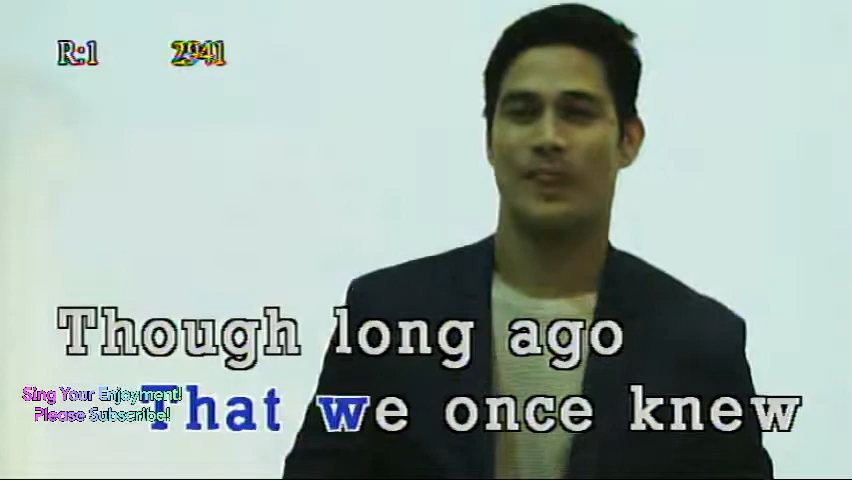 R:1 2941
Though long ago
Sing Your Enjoyment!
Please Subscribe!
That we once knew